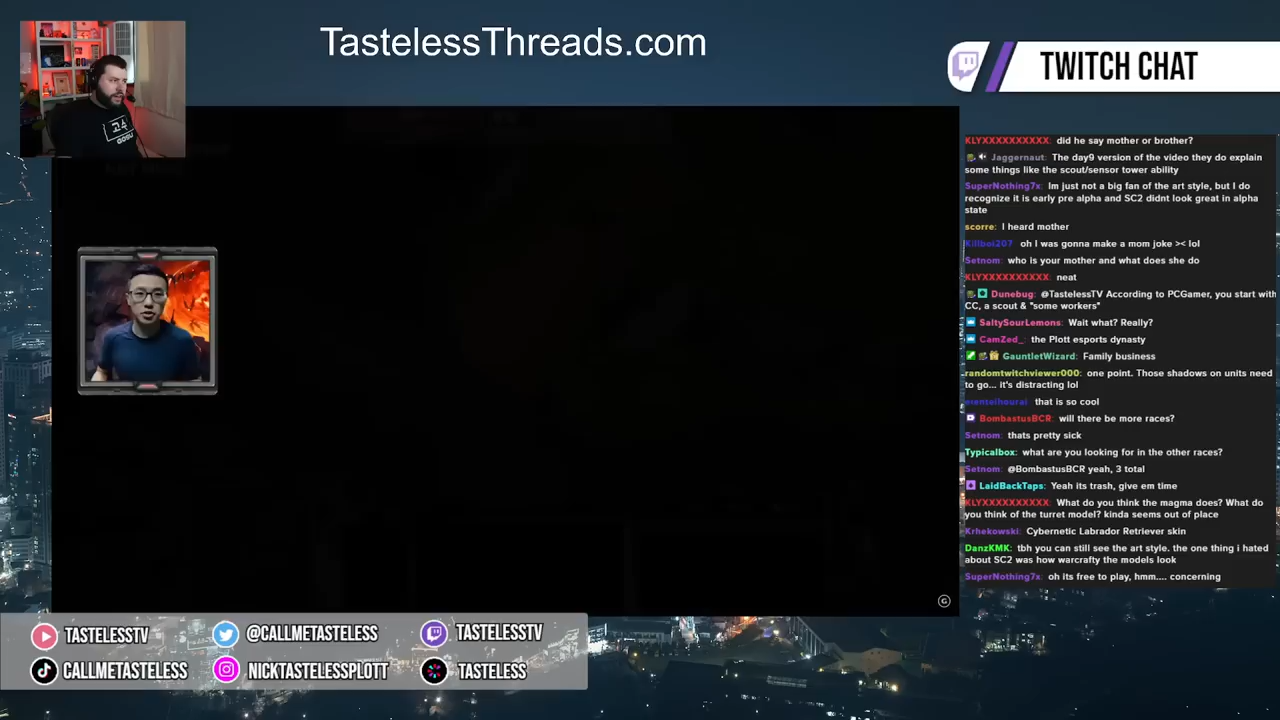 TastelessThreads.com
TWITCH CHAT
고수
GOSU
KLYXXXXXXXXXX: did he say mother or brother?
Jaggernaut: The day9 version of the video they do explain
some things like the scout/sensor tower ability
SuperNothing7x: Im just not a big fan of the art style, but I do
recognize it is early pre alpha and SC2 didnt look great in alpha
state
scorre: I heard mother
Killboi207 oh I was gonna make a mom joke >< lol
Setnom: who is your mother and what does she do
KLYXXXXXXXXXX: neat
Dunebug: @TastelessTV According to PCGamer, you start with
CC, a scout & "some workers"
SaltySourLemons: Wait what? Really?
CamZed_: the Plott esports dynasty
GauntletWizard: Family business
randomtwitchviewer000: one point. Those shadows on units need
to go... it's distracting lol
that is so cool
BombastusBCR: will there be more races?
Setnom: thats pretty sick
Typicalbox: what are you looking for in the other races?
Setnom: @BombastusBCR yeah, 3 total
LaidBackTaps: Yeah its trash, give em time
KLYXXXXXXXXXX: What do you think the magma does? What do
you think of the turret model? kinda seems out of place
Krhekowski: Cybernetic Labrador Retriever skin
DanzKMK: tbh you can still see the art style. the one thing i hated
about SC2 was how warcrafty the models look
SuperNothing7x: oh its free to play, hmm.... concerning
G
TASTELESSTV
@CALLMETASTELESS
TASTELESSTV
CALLMETASTELESS
NICKTASTELESSPLOTT
TASTELESS